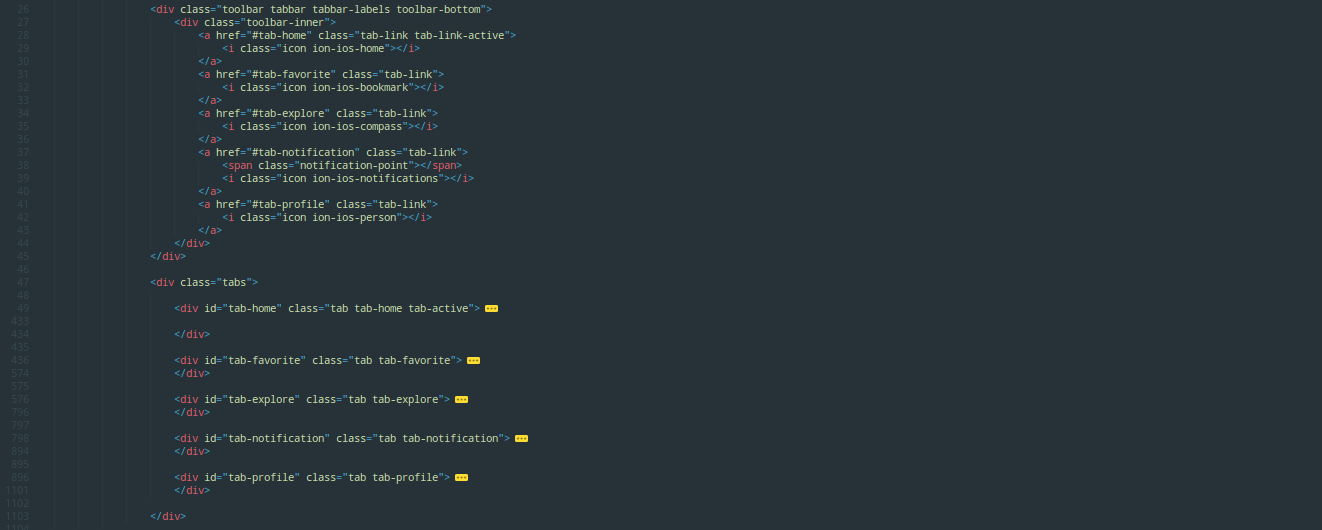 26 <div class="toolbar tabbar tabbar-labels toolbar-bottom">
27 <div class="toolbar-inner">
28 <a href="#tab-home" class="tab-link tab-link-active">
29 <i class="icon ion-ios-home"></i>
30 </a>
31 <a href="#tab-favorite" class="tab-link">
32 <i class="icon ion-ios-bookmark"></i>
33 </a>
34 <a href="#tab-explore" class="tab-link">
35 <i class="icon ion-ios-compass"></i>
36 </a>
37 <a href="#tab-notification" class="tab-link">
38 <span class="notification-point"></span>
39 <i class="icon ion-ios-notifications"></i>
40 </a>
41 <a href="#tab-profile" class="tab-link">
42 <i class="icon ion-ios-person"></i>
43 </a>
44 </div>
45 </div>
46
47 <div class="tabs">
48
49 <div id="tab-home" class="tab tab-home tab-active">
433
434 </div>
435
436 <div id="tab-favorite" class="tab tab-favorite">
574 </div>
575
576 <div id="tab-explore" class="tab tab-explore">
796 </div>
797
798 <div id="tab-notification" class="tab tab-notification">
894 </div>
895
896 <div id="tab-profile" class="tab tab-profile">
1101 </div>
1102
1103 </div>